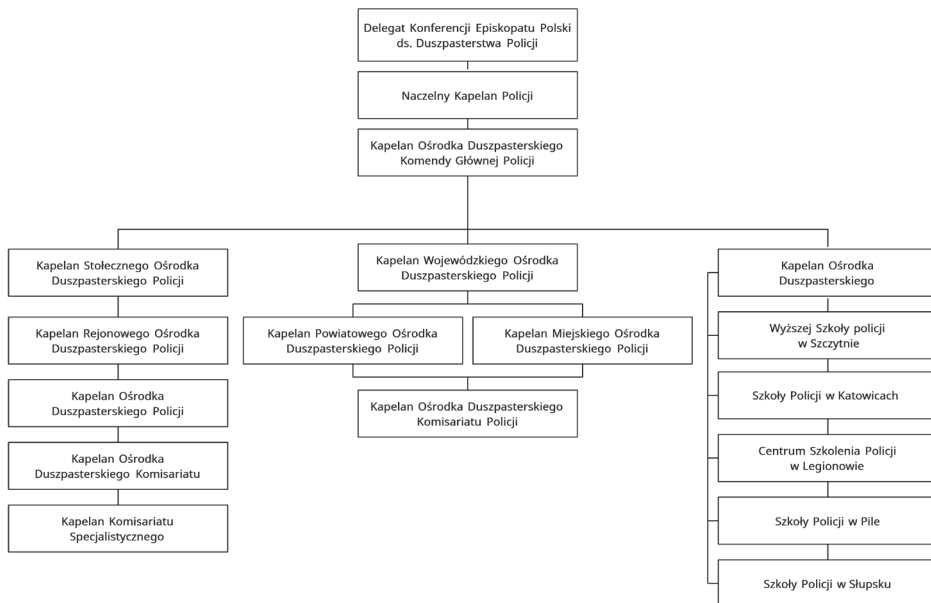 Delegat Konferencji Episkopatu Polski
ds. Duszpasterstwa Policji
Naczelny Kapelan Policji
Kapelan Ośrodka Duszpasterskiego
Komendy Głównej Policji
Kapelan Stołecznego Ośrodka
Duszpasterskiego Policji
Kapelan Rejonowego Ośrodka
Duszpasterskiego Policji
Kapelan Ośrodka
Duszpasterskiego Policji
Kapelan Ośrodka
Duszpasterskiego Komisariatu
Kapelan Komisariatu
Specjalistycznego
Kapelan Wojewódzkiego Ośrodka
Duszpasterskiego Policji
Kapelan Powiatowego Ośrodka
Duszpasterskiego Policji
Kapelan Miejskiego Ośrodka
Duszpasterskiego Policji
Kapelan Ośrodka Duszpasterskiego
Komisariatu Policji
Kapelan Ośrodka
Duszpasterskiego
Wyższej Szkoły policji
w Szczytnie
Szkoły Policji w Katowicach
Centrum Szkolenia Policji
w Legionowie
Szkoły Policji w Pile
Szkoły Policji w Słupsku